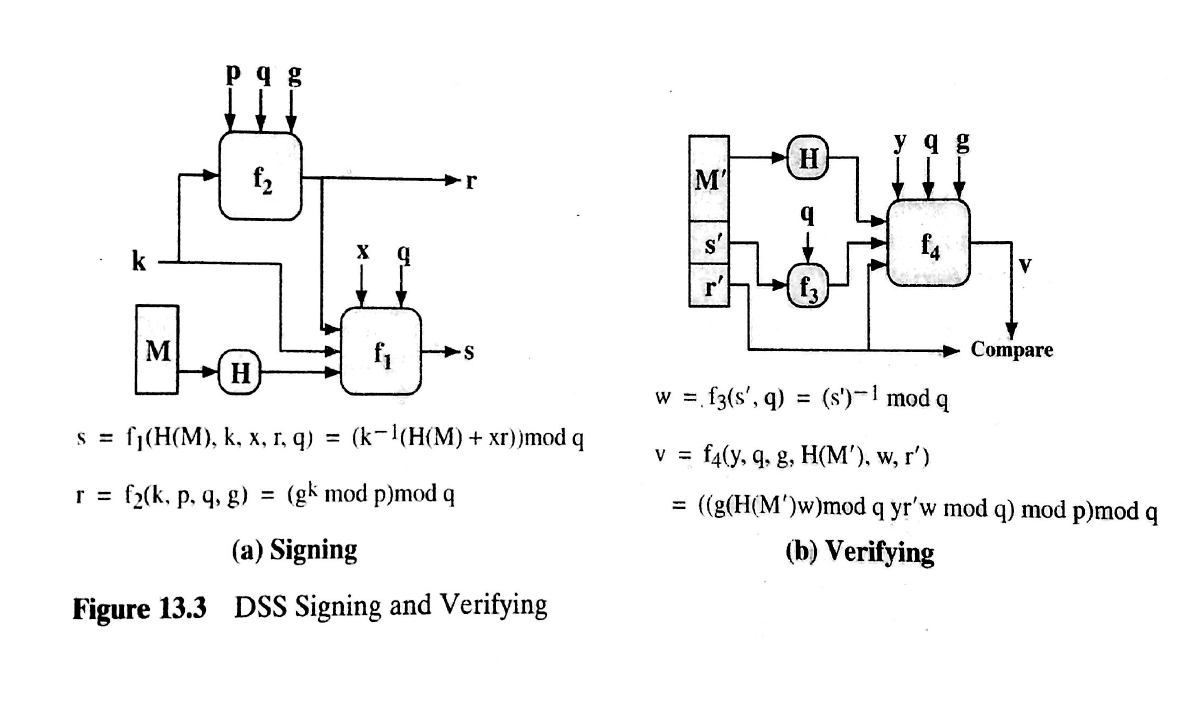 p q g
f₂
r
k
x q
M
H
f₁
s
s = f₁(H(M), k, x, r, q) = (k⁻¹(H(M) + xr))mod q
r = f₂(k, p, q, g) = (gᵏ mod p)mod q
(a) Signing
M′
s′
r′
H
q
f₃
y q g
f₄
v
Compare
w = f₃(s′, q) = (s')⁻¹ mod q
v = f₄(y, q, g, H(M′), w, r′)
= ((g(H(M′)w)mod q yr′w mod q) mod p)mod q
(b) Verifying
Figure 13.3 DSS Signing and Verifying